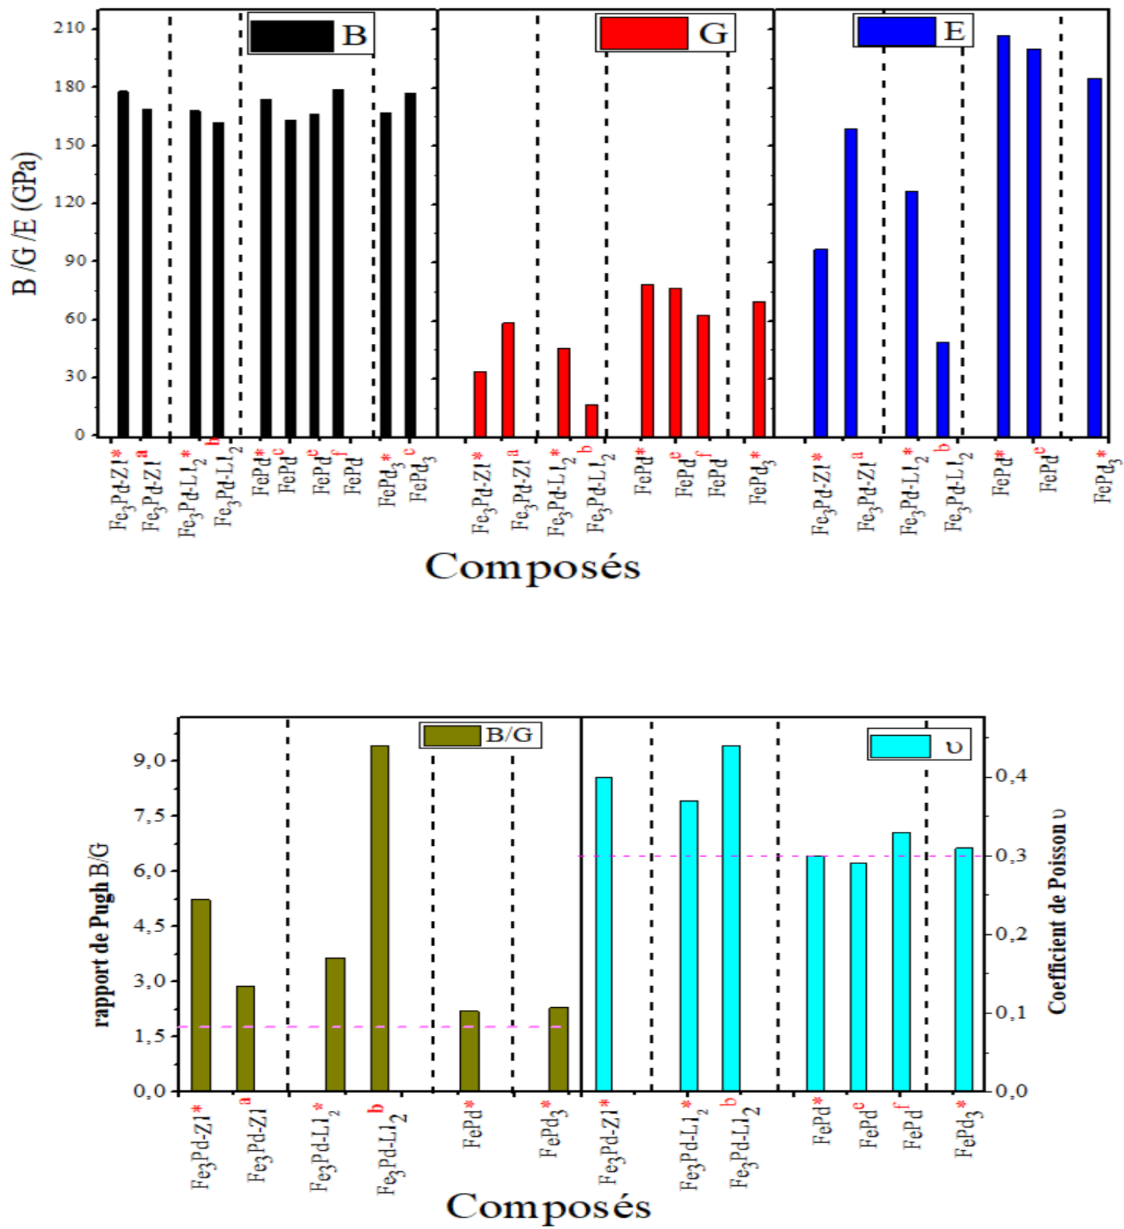 B
G
E
B /G /E (GPa)
210
180
150
120
90
60
30
0
Fe3Pd-Z1*
Fe3Pd-Z1a
Fe3Pd-L12*
Fe3Pd-L12b
FePd*
FePdc
FePde
FePdf
FePd3*
FePd3c
Fe3Pd-Z1*
Fe3Pd-Z1a
Fe3Pd-L12*
Fe3Pd-L12b
FePd*
FePde
FePdf
FePd3*
Fe3Pd-Z1*
Fe3Pd-Z1a
Fe3Pd-L12*
Fe3Pd-L12b
FePd*
FePde
FePd3*
Composés
B/G
υ
rapport de Pugh B/G
9,0
7,5
6,0
4,5
3,0
1,5
0,0
0,4
0,3
0,2
0,1
0,0
Coefficient de Poisson υ
Fe3Pd-Z1*
Fe3Pd-Z1a
Fe3Pd-L12*
Fe3Pd-L12b
FePd*
FePd3*
Fe3Pd-Z1*
Fe3Pd-L12*
Fe3Pd-L12b
FePd*
FePde
FePdf
FePd3*
Composés